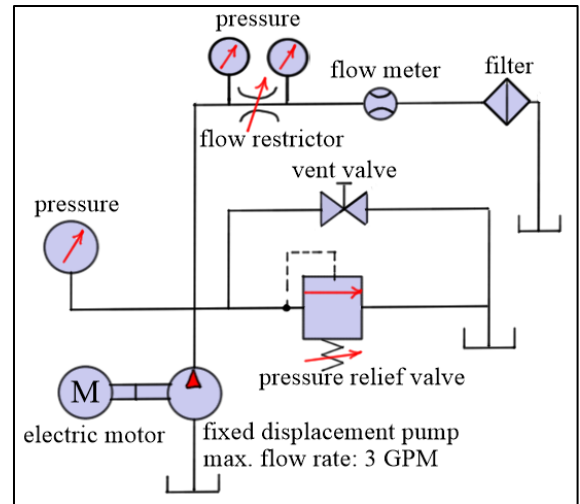 pressure
flow meter
filter
flow restrictor
vent valve
pressure
pressure relief valve
M
electric motor
fixed displacement pump
max. flow rate: 3 GPM